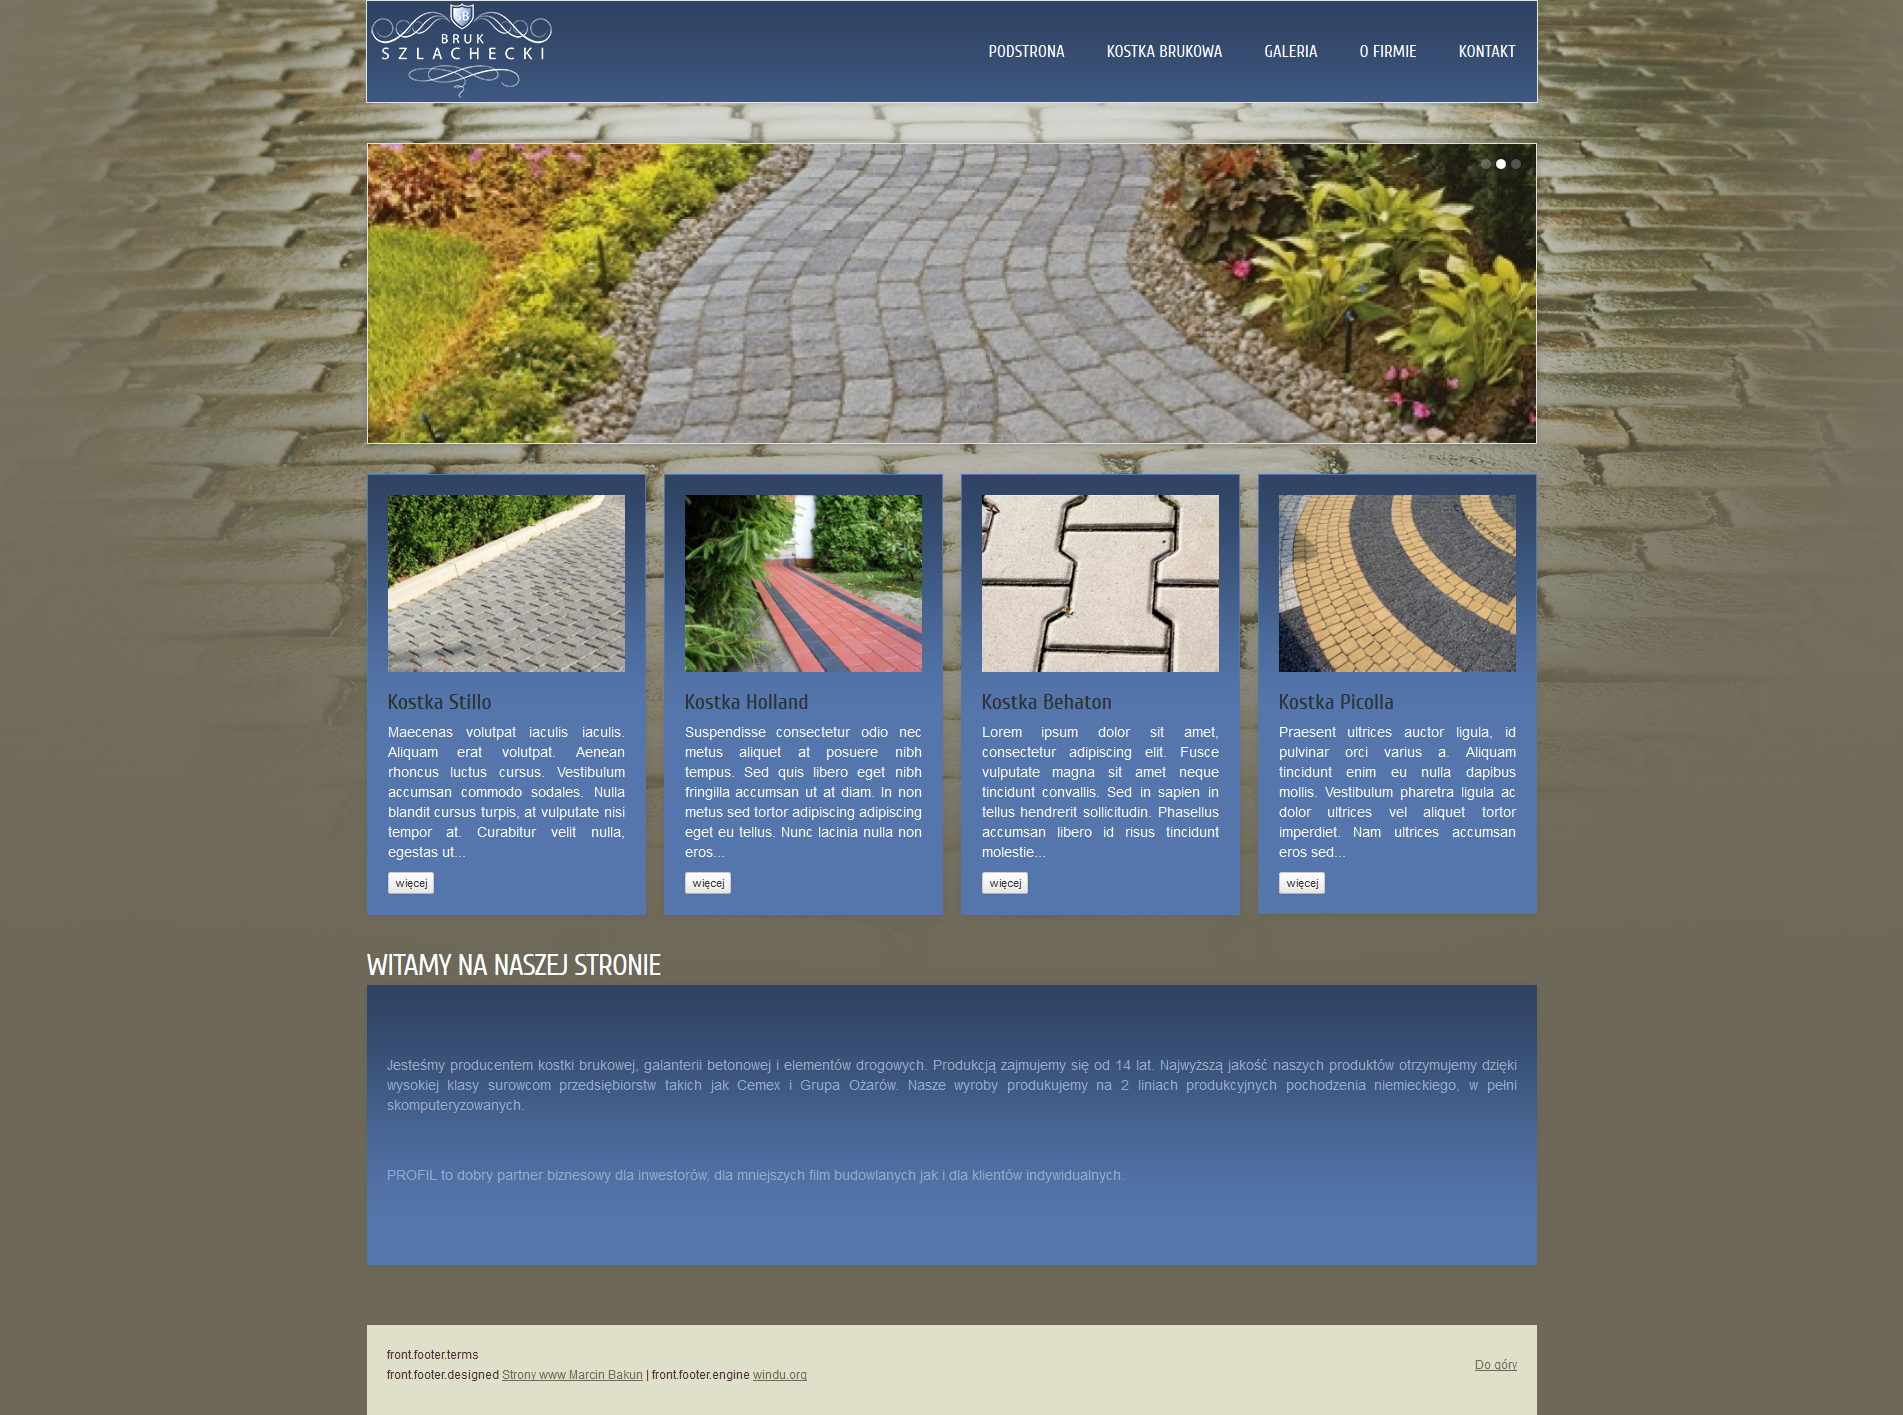 SB
BRUK
SZLACHECKI
PODSTRONA KOSTKA BRUKOWA GALERIA O FIRMIE KONTAKT
Kostka Stillo
Maecenas volutpat iaculis iaculis.
Aliquam erat volutpat. Aenean
rhoncus luctus cursus. Vestibulum
accumsan commodo sodales. Nulla
blandit cursus turpis, at vulputate nisi
tempor at. Curabitur velit nulla,
egestas ut...
więcej
Kostka Holland
Suspendisse consectetur odio nec
metus aliquet at posuere nibh
tempus. Sed quis libero eget nibh
fringilla accumsan ut at diam. In non
metus sed tortor adipiscing adipiscing
eget eu tellus. Nunc lacinia nulla non
eros...
więcej
Kostka Behaton
Lorem ipsum dolor sit amet,
consectetur adipiscing elit. Fusce
vulputate magna sit amet neque
tincidunt convallis. Sed in sapien in
tellus hendrerit sollicitudin. Phasellus
accumsan libero id risus tincidunt
molestie...
więcej
Kostka Picolla
Praesent ultrices auctor ligula, id
pulvinar orci varius a. Aliquam
tincidunt enim eu nulla dapibus
mollis. Vestibulum pharetra ligula ac
dolor ultrices vel aliquet tortor
imperdiet. Nam ultrices accumsan
eros sed...
więcej
WITAMY NA NASZEJ STRONIE
Jesteśmy producentem kostki brukowej, galanterii betonowej i elementów drogowych. Produkcją zajmujemy się od 14 lat. Najwyższą jakość naszych produktów otrzymujemy dzięki
wysokiej klasy surowcom przedsiębiorstw takich jak Cemex i Grupa Ożarów. Nasze wyroby produkujemy na 2 liniach produkcyjnych pochodzenia niemieckiego, w pełni
skomputeryzowanych.
PROFIL to dobry partner biznesowy dla inwestorów, dla mniejszych film budowlanych jak i dla klientów indywidualnych.
front.footer.terms
front.footer.designed Strony www Marcin Bakun | front.footer.engine windu.org
Do góry